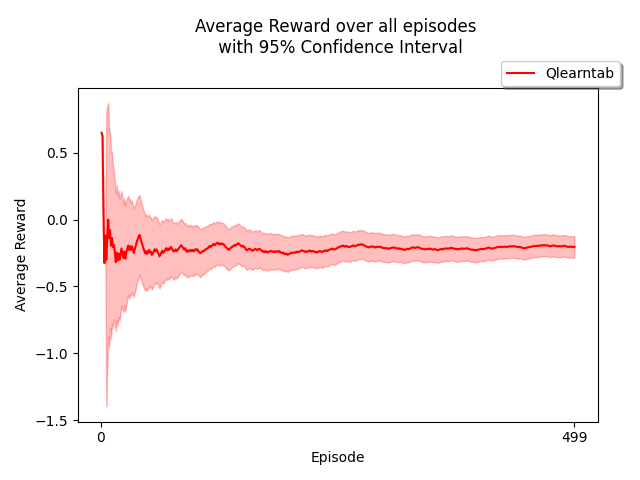 Average Reward over all episodes
with 95% Confidence Interval
Qlearntab
0.5
0.0
−0.5
−1.0
−1.5
Average Reward
0
499
Episode